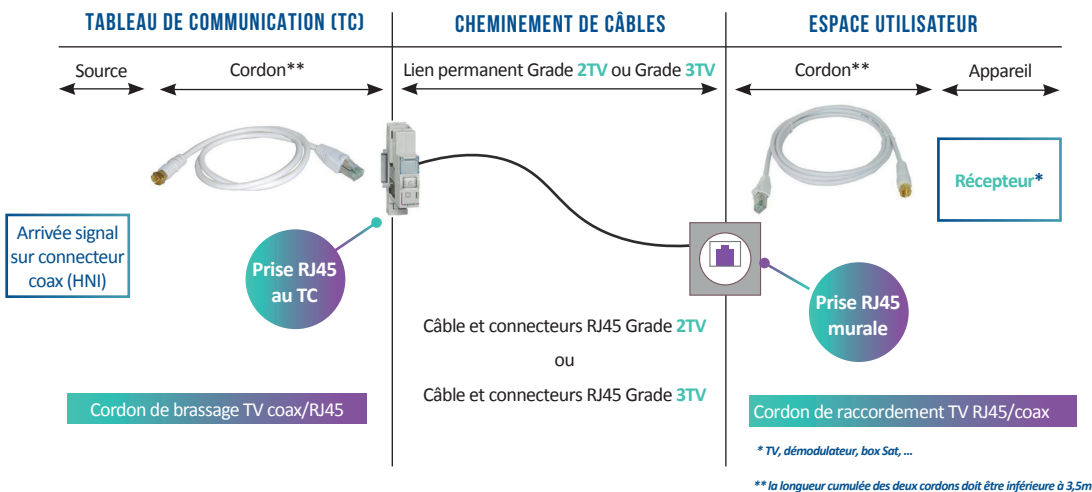 TABLEAU DE COMMUNICATION (TC)
CHEMINEMENT DE CÂBLES
ESPACE UTILISATEUR
Source
Cordon**
Lien permanent Grade 2TV ou Grade 3TV
Cordon**
Appareil
Récepteur*
Arrivée signal
sur connecteur
coax (HNI)
Prise RJ45
au TC
Prise RJ45
murale
Câble et connecteurs RJ45 Grade 2TV
ou
Câble et connecteurs RJ45 Grade 3TV
Cordon de brassage TV coax/RJ45
Cordon de raccordement TV RJ45/coax
* TV, démodulateur, box Sat, ...
** la longueur cumulée des deux cordons doit être inférieure à 3,5m